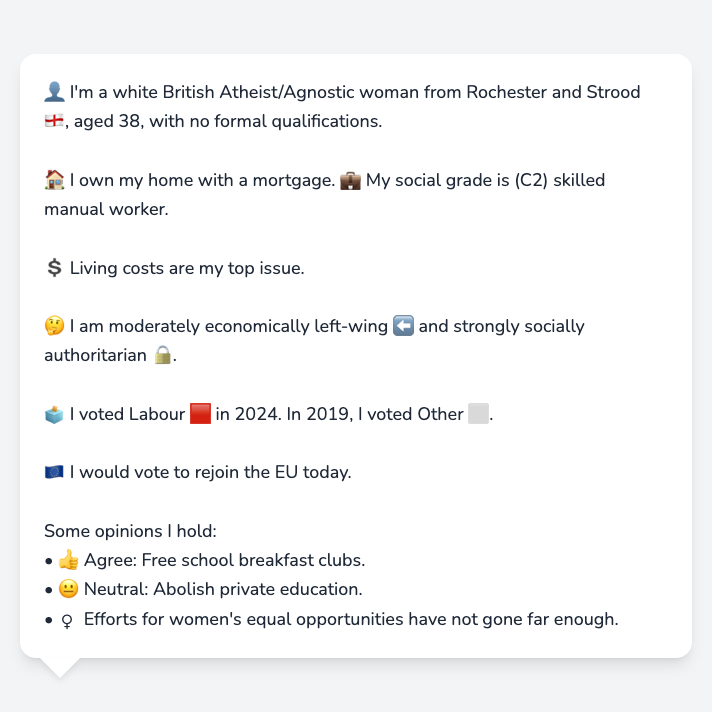 👤 I'm a white British Atheist/Agnostic woman from Rochester and Strood
🏴󠁧󠁢󠁥󠁮󠁧󠁿, aged 38, with no formal qualifications.
🏠 I own my home with a mortgage. 💼 My social grade is (C2) skilled
manual worker.
💲 Living costs are my top issue.
🤔 I am moderately economically left-wing ⬅️ and strongly socially
authoritarian 🔒.
🗳️ I voted Labour 🟥 in 2024. In 2019, I voted Other ⬜.
🇪🇺 I would vote to rejoin the EU today.
Some opinions I hold:
• 👍 Agree: Free school breakfast clubs.
• 😐 Neutral: Abolish private education.
• ♀ Efforts for women's equal opportunities have not gone far enough.